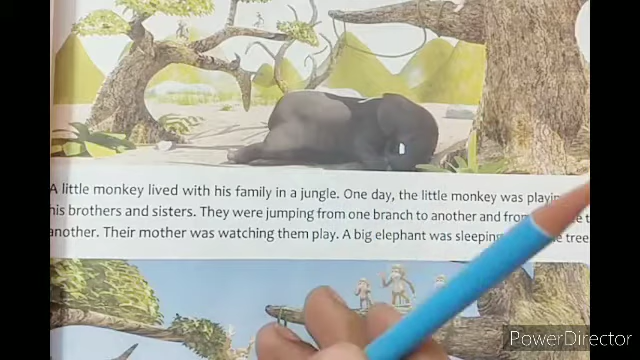 A little monkey lived with his family in a jungle. One day, the little monkey was
his brothers and sisters. They were jumping from one branch to another and
another. Their mother was watching them play. A big elephant was sleeping tree
PowerDirector